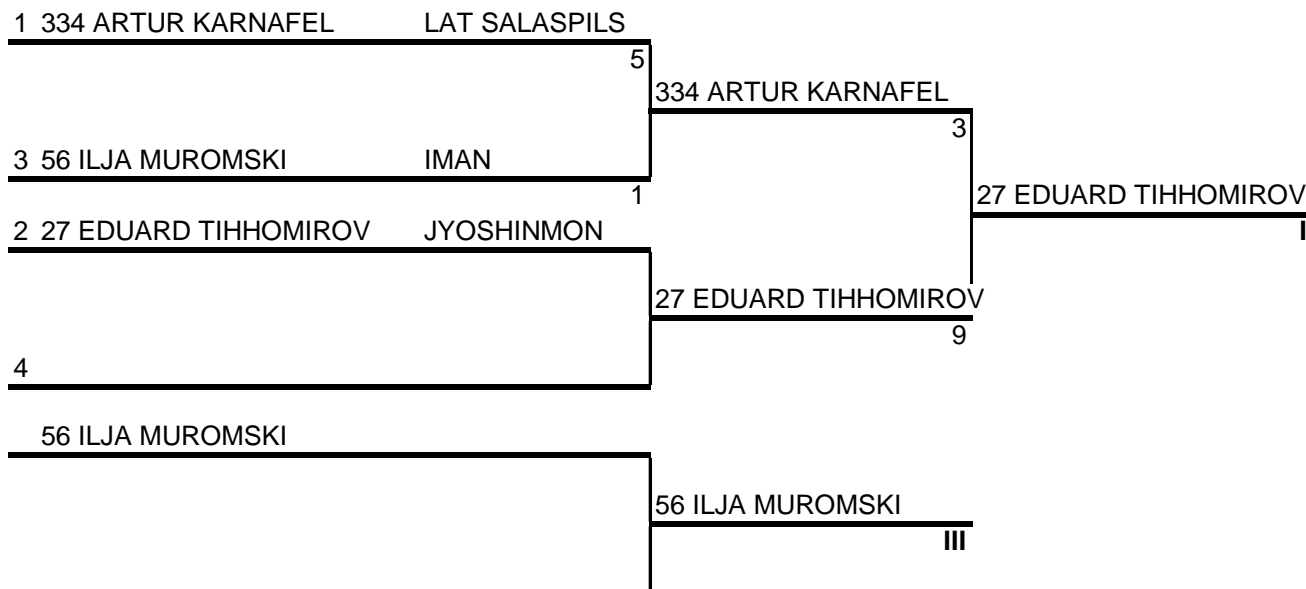 1 334 ARTUR KARNAFEL LAT SALASPILS
5
334 ARTUR KARNAFEL
3
3 56 ILJA MUROMSKI IMAN
1
27 EDUARD TIHHOMIROV
I
2 27 EDUARD TIHHOMIROV JYOSHINMON
27 EDUARD TIHHOMIROV
9
4
56 ILJA MUROMSKI
56 ILJA MUROMSKI
III